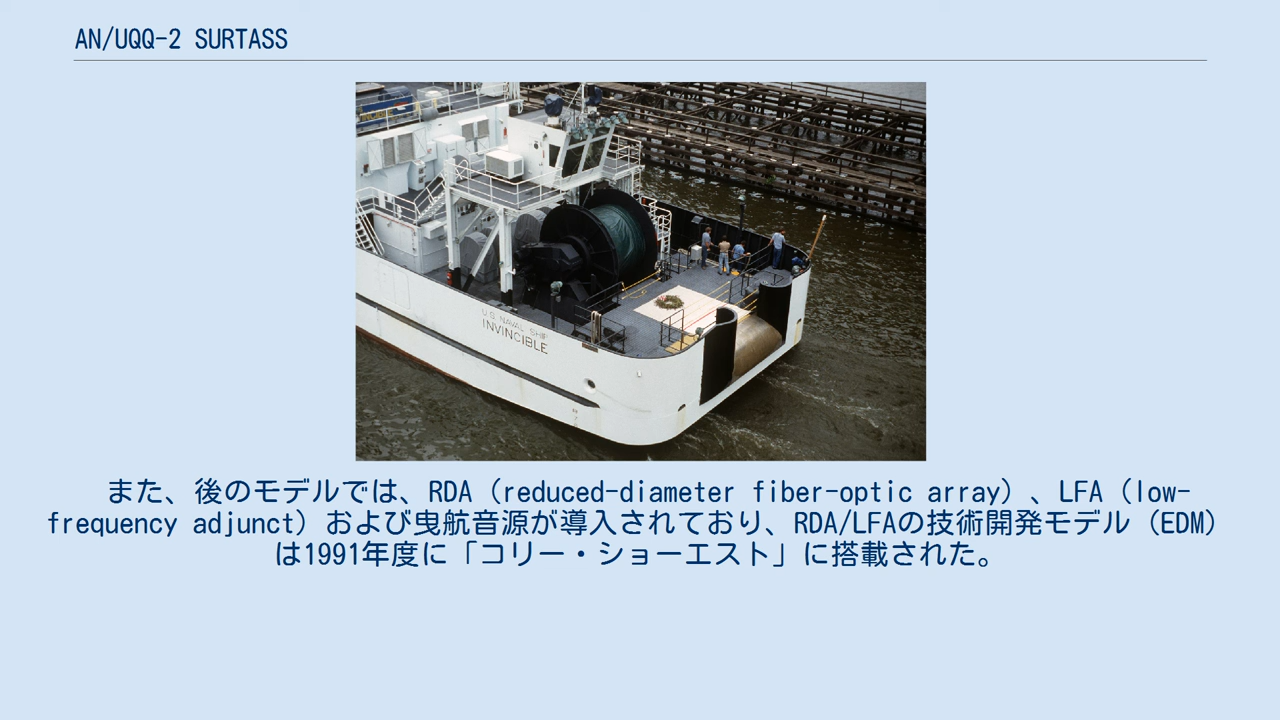 AN/UQQ-2 SURTASS
U.S. NAVAL SHIP
INVINCIBLE
また、後のモデルでは、RDA（reduced-diameter fiber-optic array）、LFA（low-
frequency adjunct）および曳航音源が導入されており、RDA/LFAの技術開発モデル（EDM）
は1991年度に「コリー・ショーエスト」に搭載された。